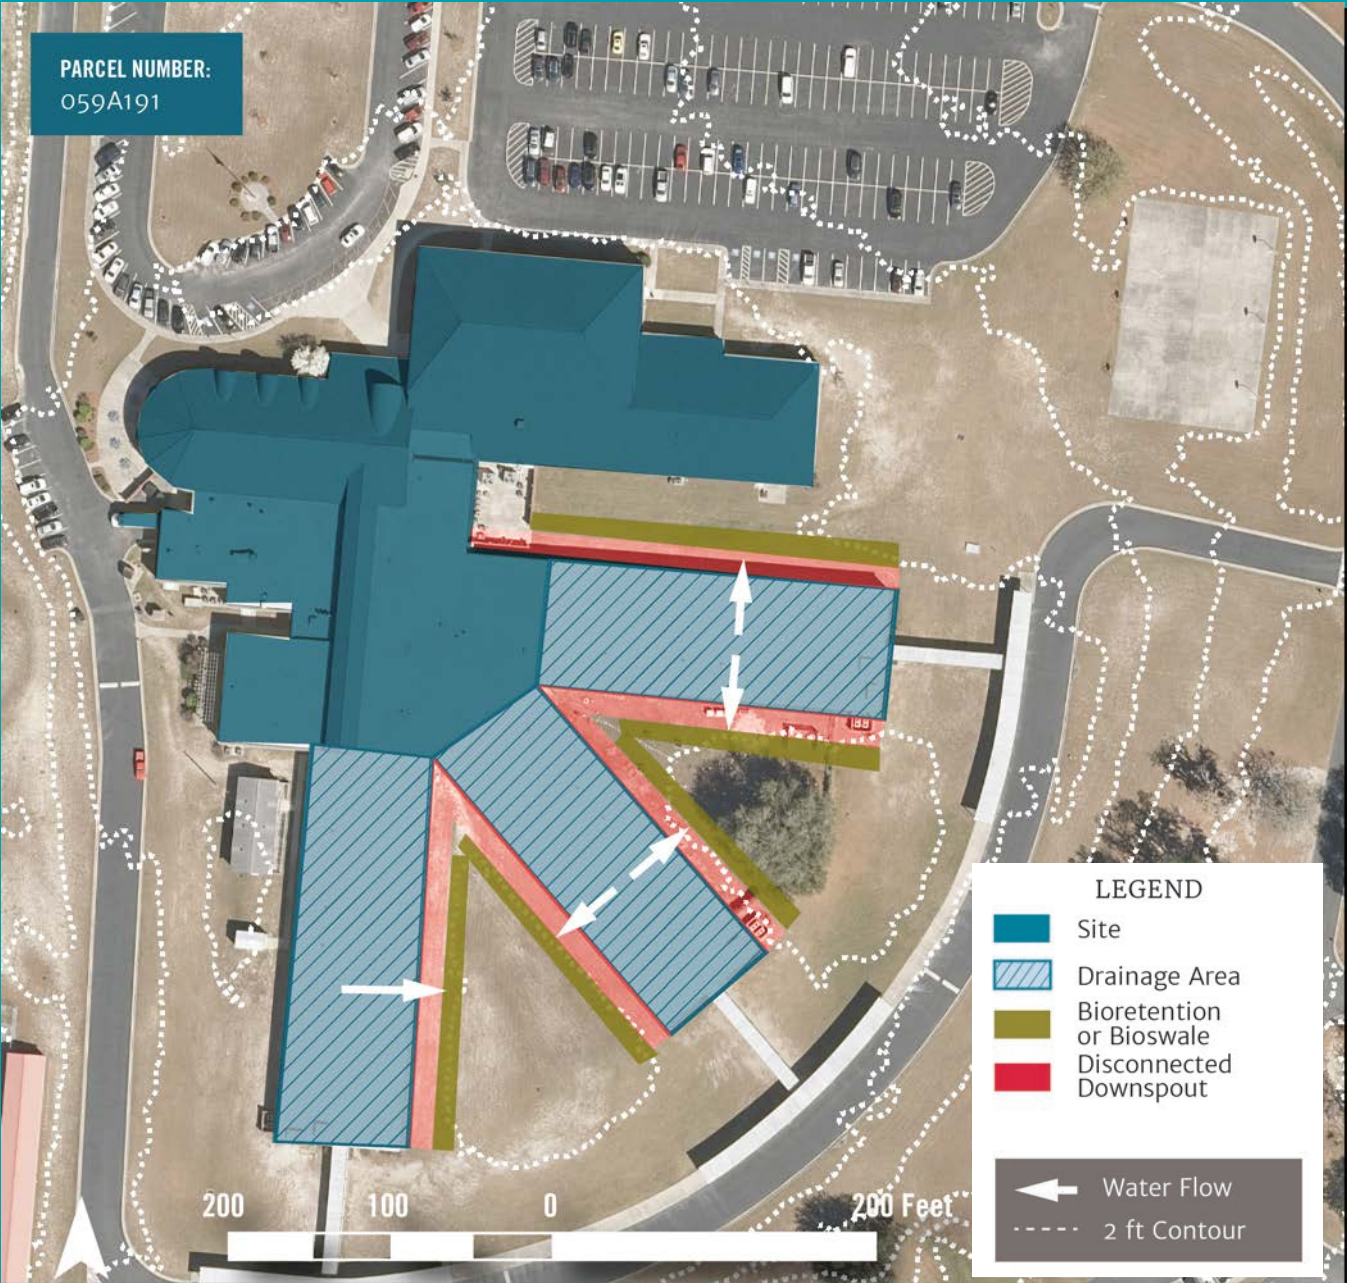 PARCEL NUMBER:
059A191
LEGEND
Site
Drainage Area
Bioretention
or Bioswale
Disconnected
Downspout
Water Flow
2 ft Contour
200 100 0 200 Feet